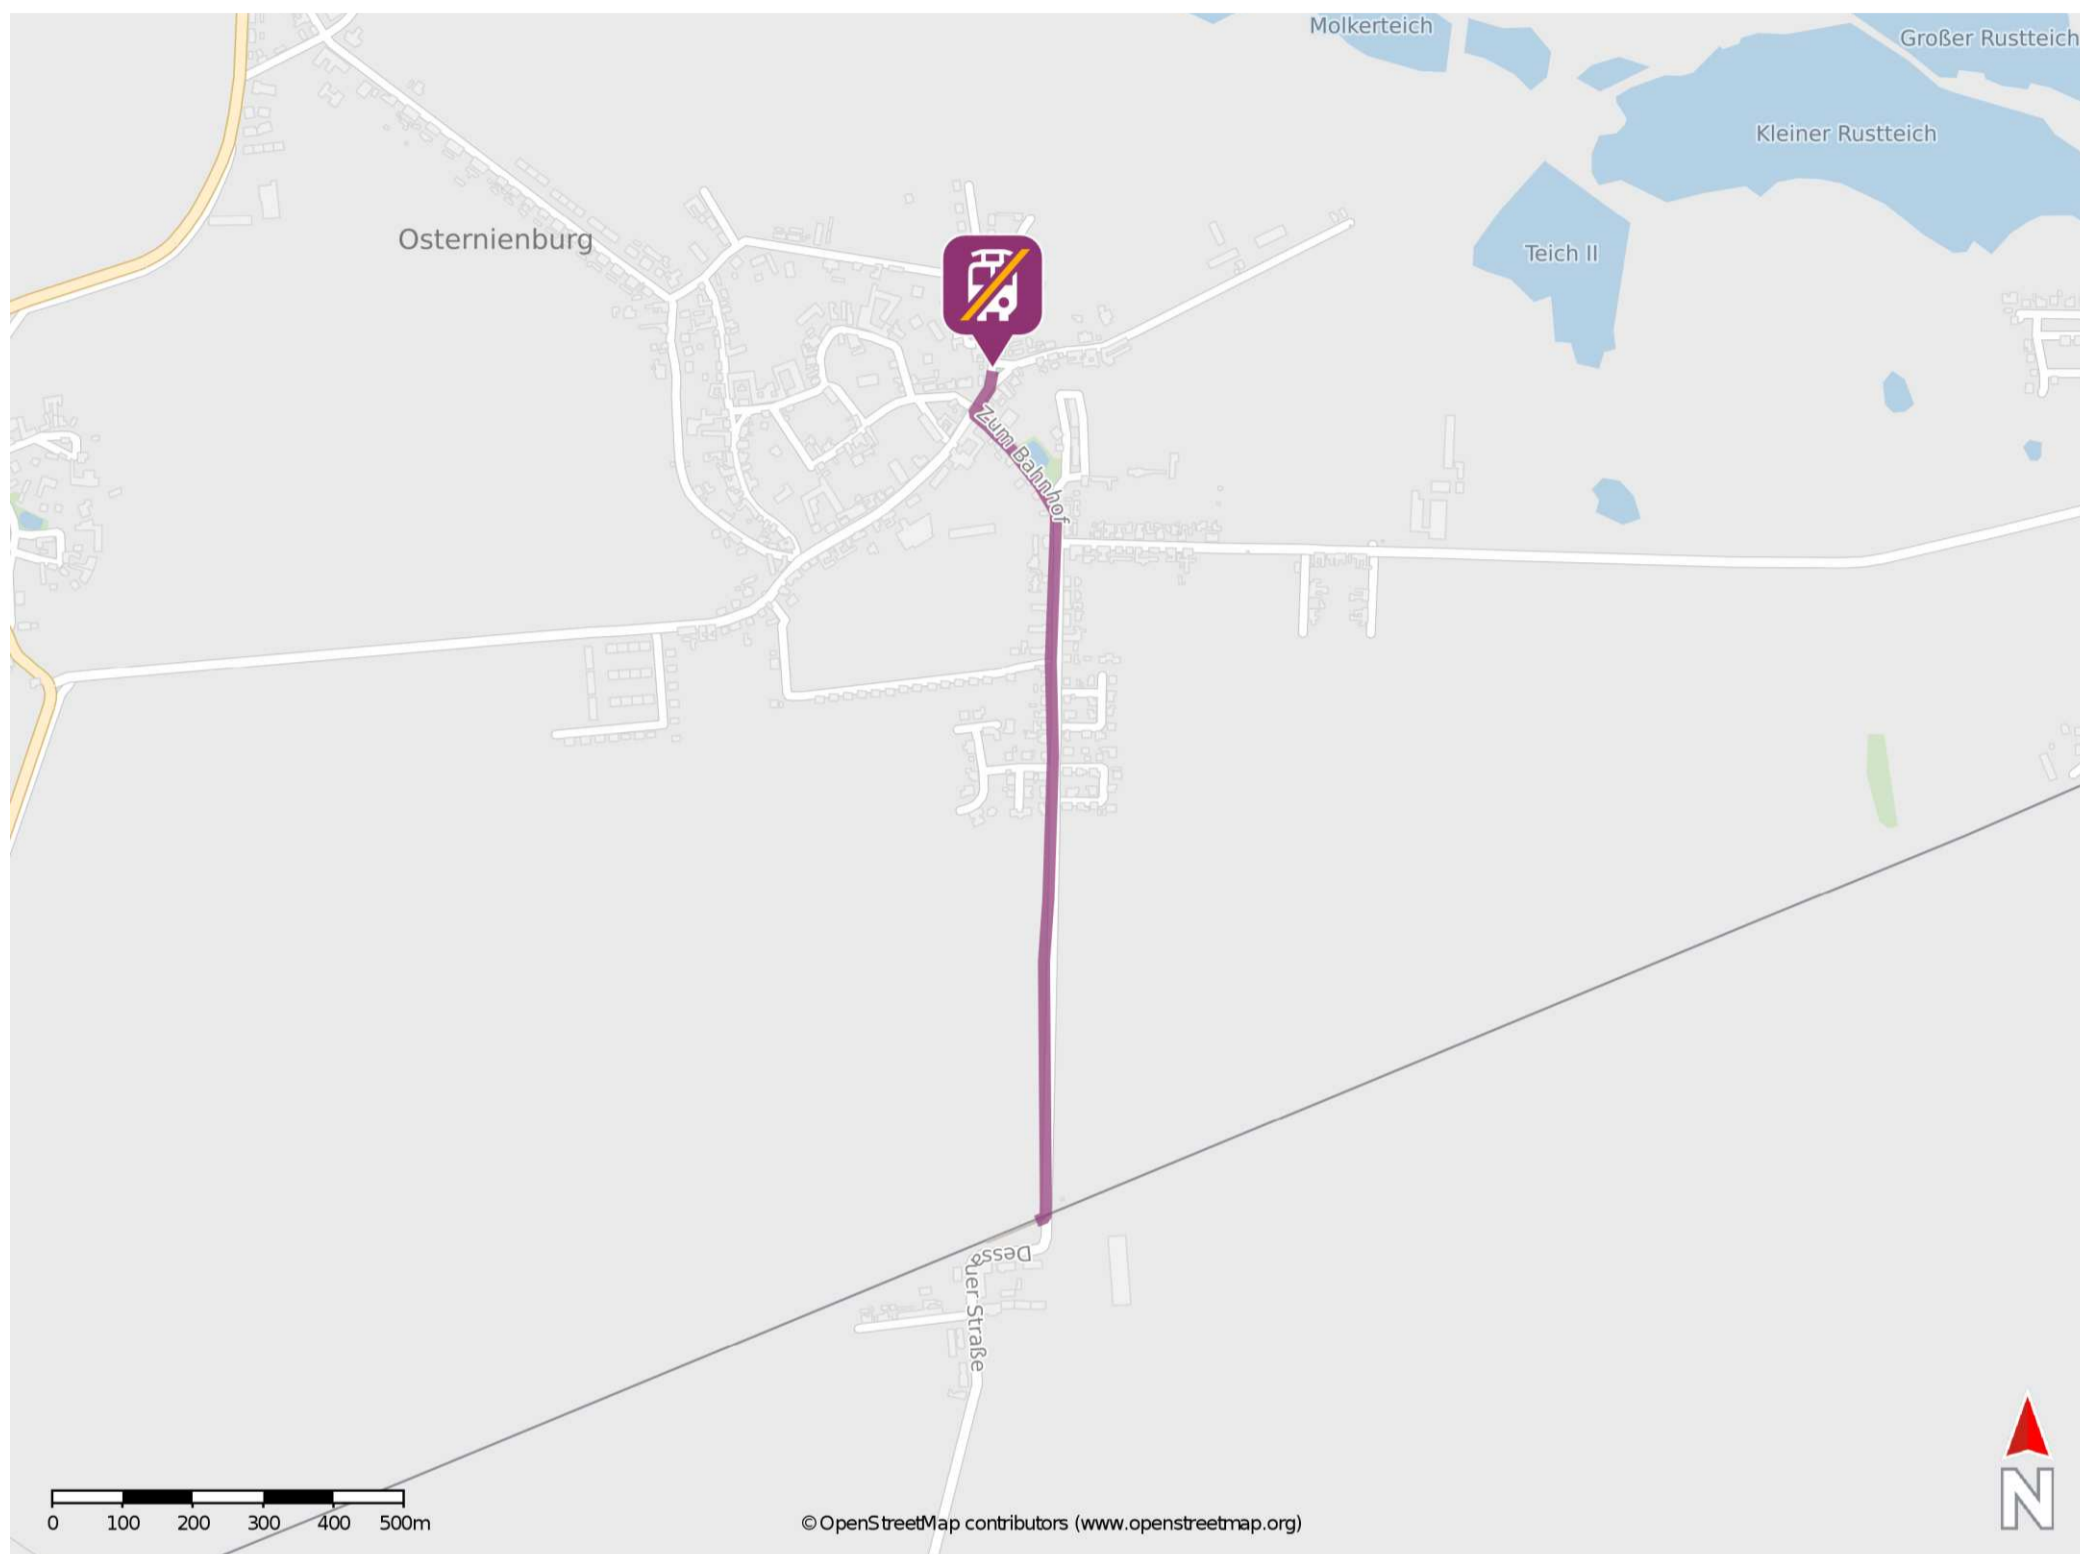 Molkerteich
Großer Rustteich
Kleiner Rustteich
Osternienburg
Teich II
Zum Bahnhof
Dessauer Straße
0 100 200 300 400 500m
© OpenStreetMap contributors (www.openstreetmap.org)
N